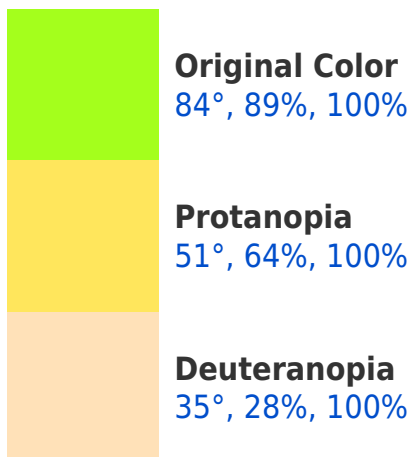 Original Color
84°, 89%, 100%
Protanopia
51°, 64%, 100%
Deuteranopia
35°, 28%, 100%